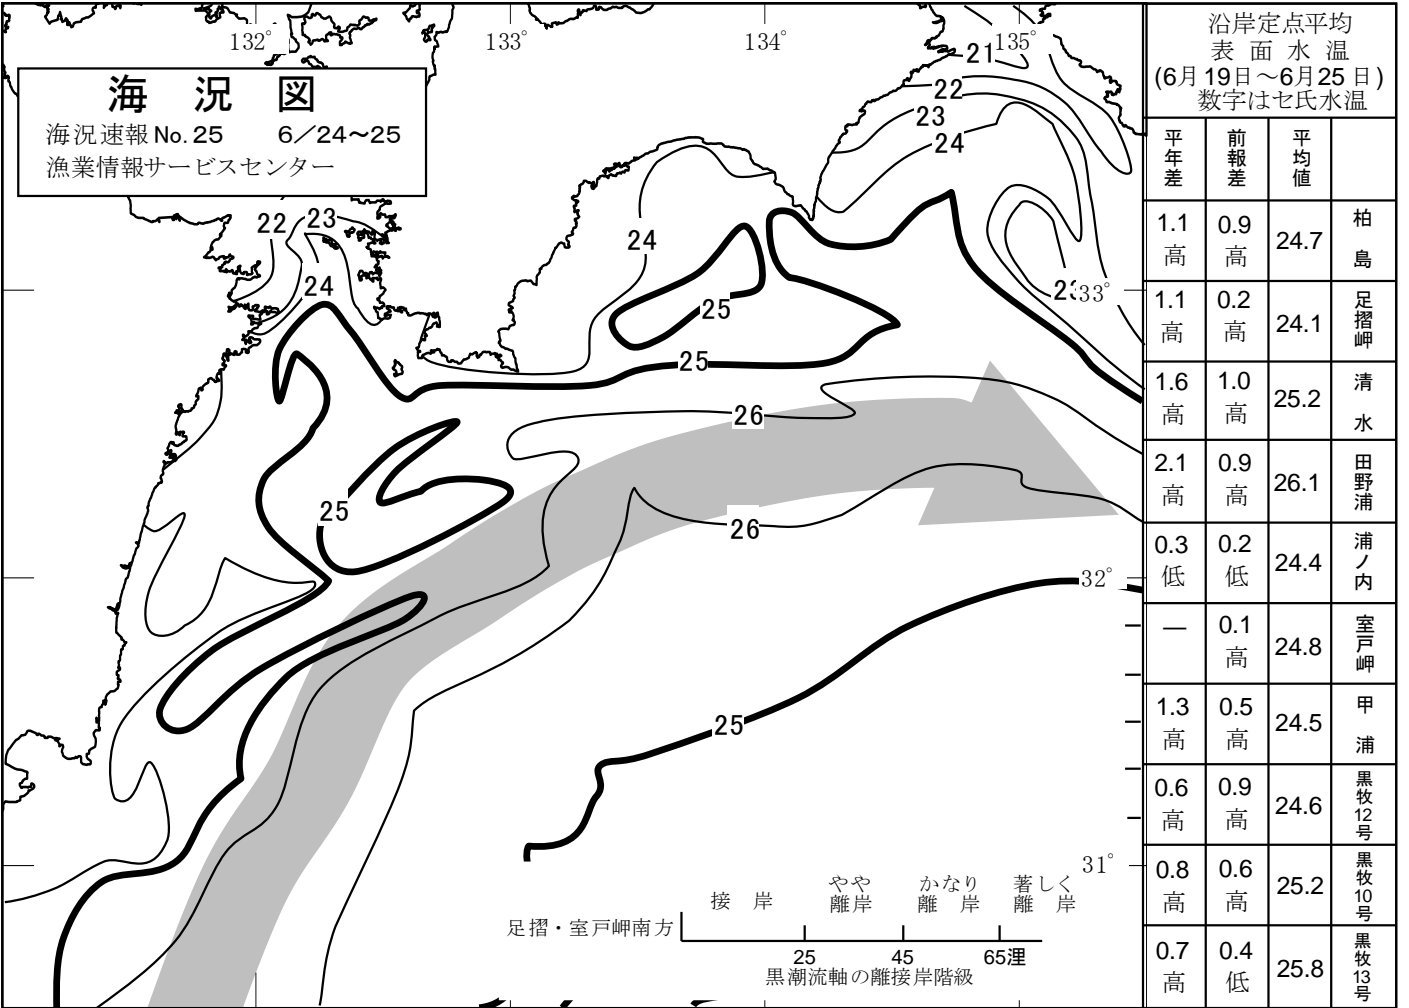 132°
133°
134°
135°
海 況 図
海況速報 No. 25 6／24〜25
漁業情報サービスセンター
21
22
23
24
22
23
24
24
25
25
33°
26
25
26
32°
25
31°
接 岸
やや
離岸
かなり
離 岸
著しく
離 岸
足摺・室戸岬南方
25 45 65浬
黒潮流軸の離接岸階級
沿岸定点平均
表 面 水 温
(6月19日～6月25日)
数字はセ氏水温
平年差 前報差 平均値
1.1高 0.9高 24.7 柏島
1.1高 0.2高 24.1 足摺岬
1.6高 1.0高 25.2 清水
2.1高 0.9高 26.1 田野浦
0.3低 0.2低 24.4 浦ノ内
— 0.1高 24.8 室戸岬
1.3高 0.5高 24.5 甲浦
0.6高 0.9高 24.6 黒牧12号
0.8高 0.6高 25.2 黒牧10号
0.7高 0.4低 25.8 黒牧13号